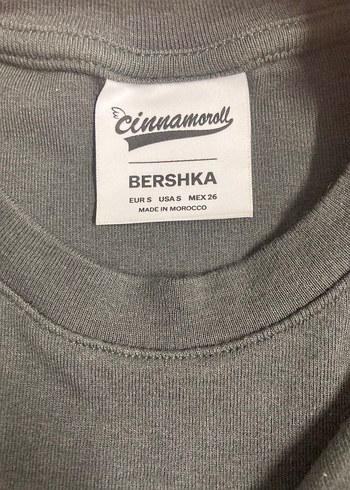 cinnamoroll
BERSHKA
EUR S USA S MEX 26
MADE IN MOROCCO